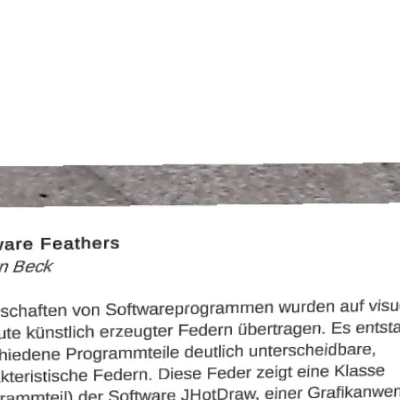 ware Feathers
n Beck
schaften von Softwareprogrammen wurden auf visu
ute künstlich erzeugter Federn übertragen. Es entsta
hiedene Programmteile deutlich unterscheidbare,
kteristische Federn. Diese Feder zeigt eine Klasse
rammteil) der Software JHotDraw, einer Grafikanwen